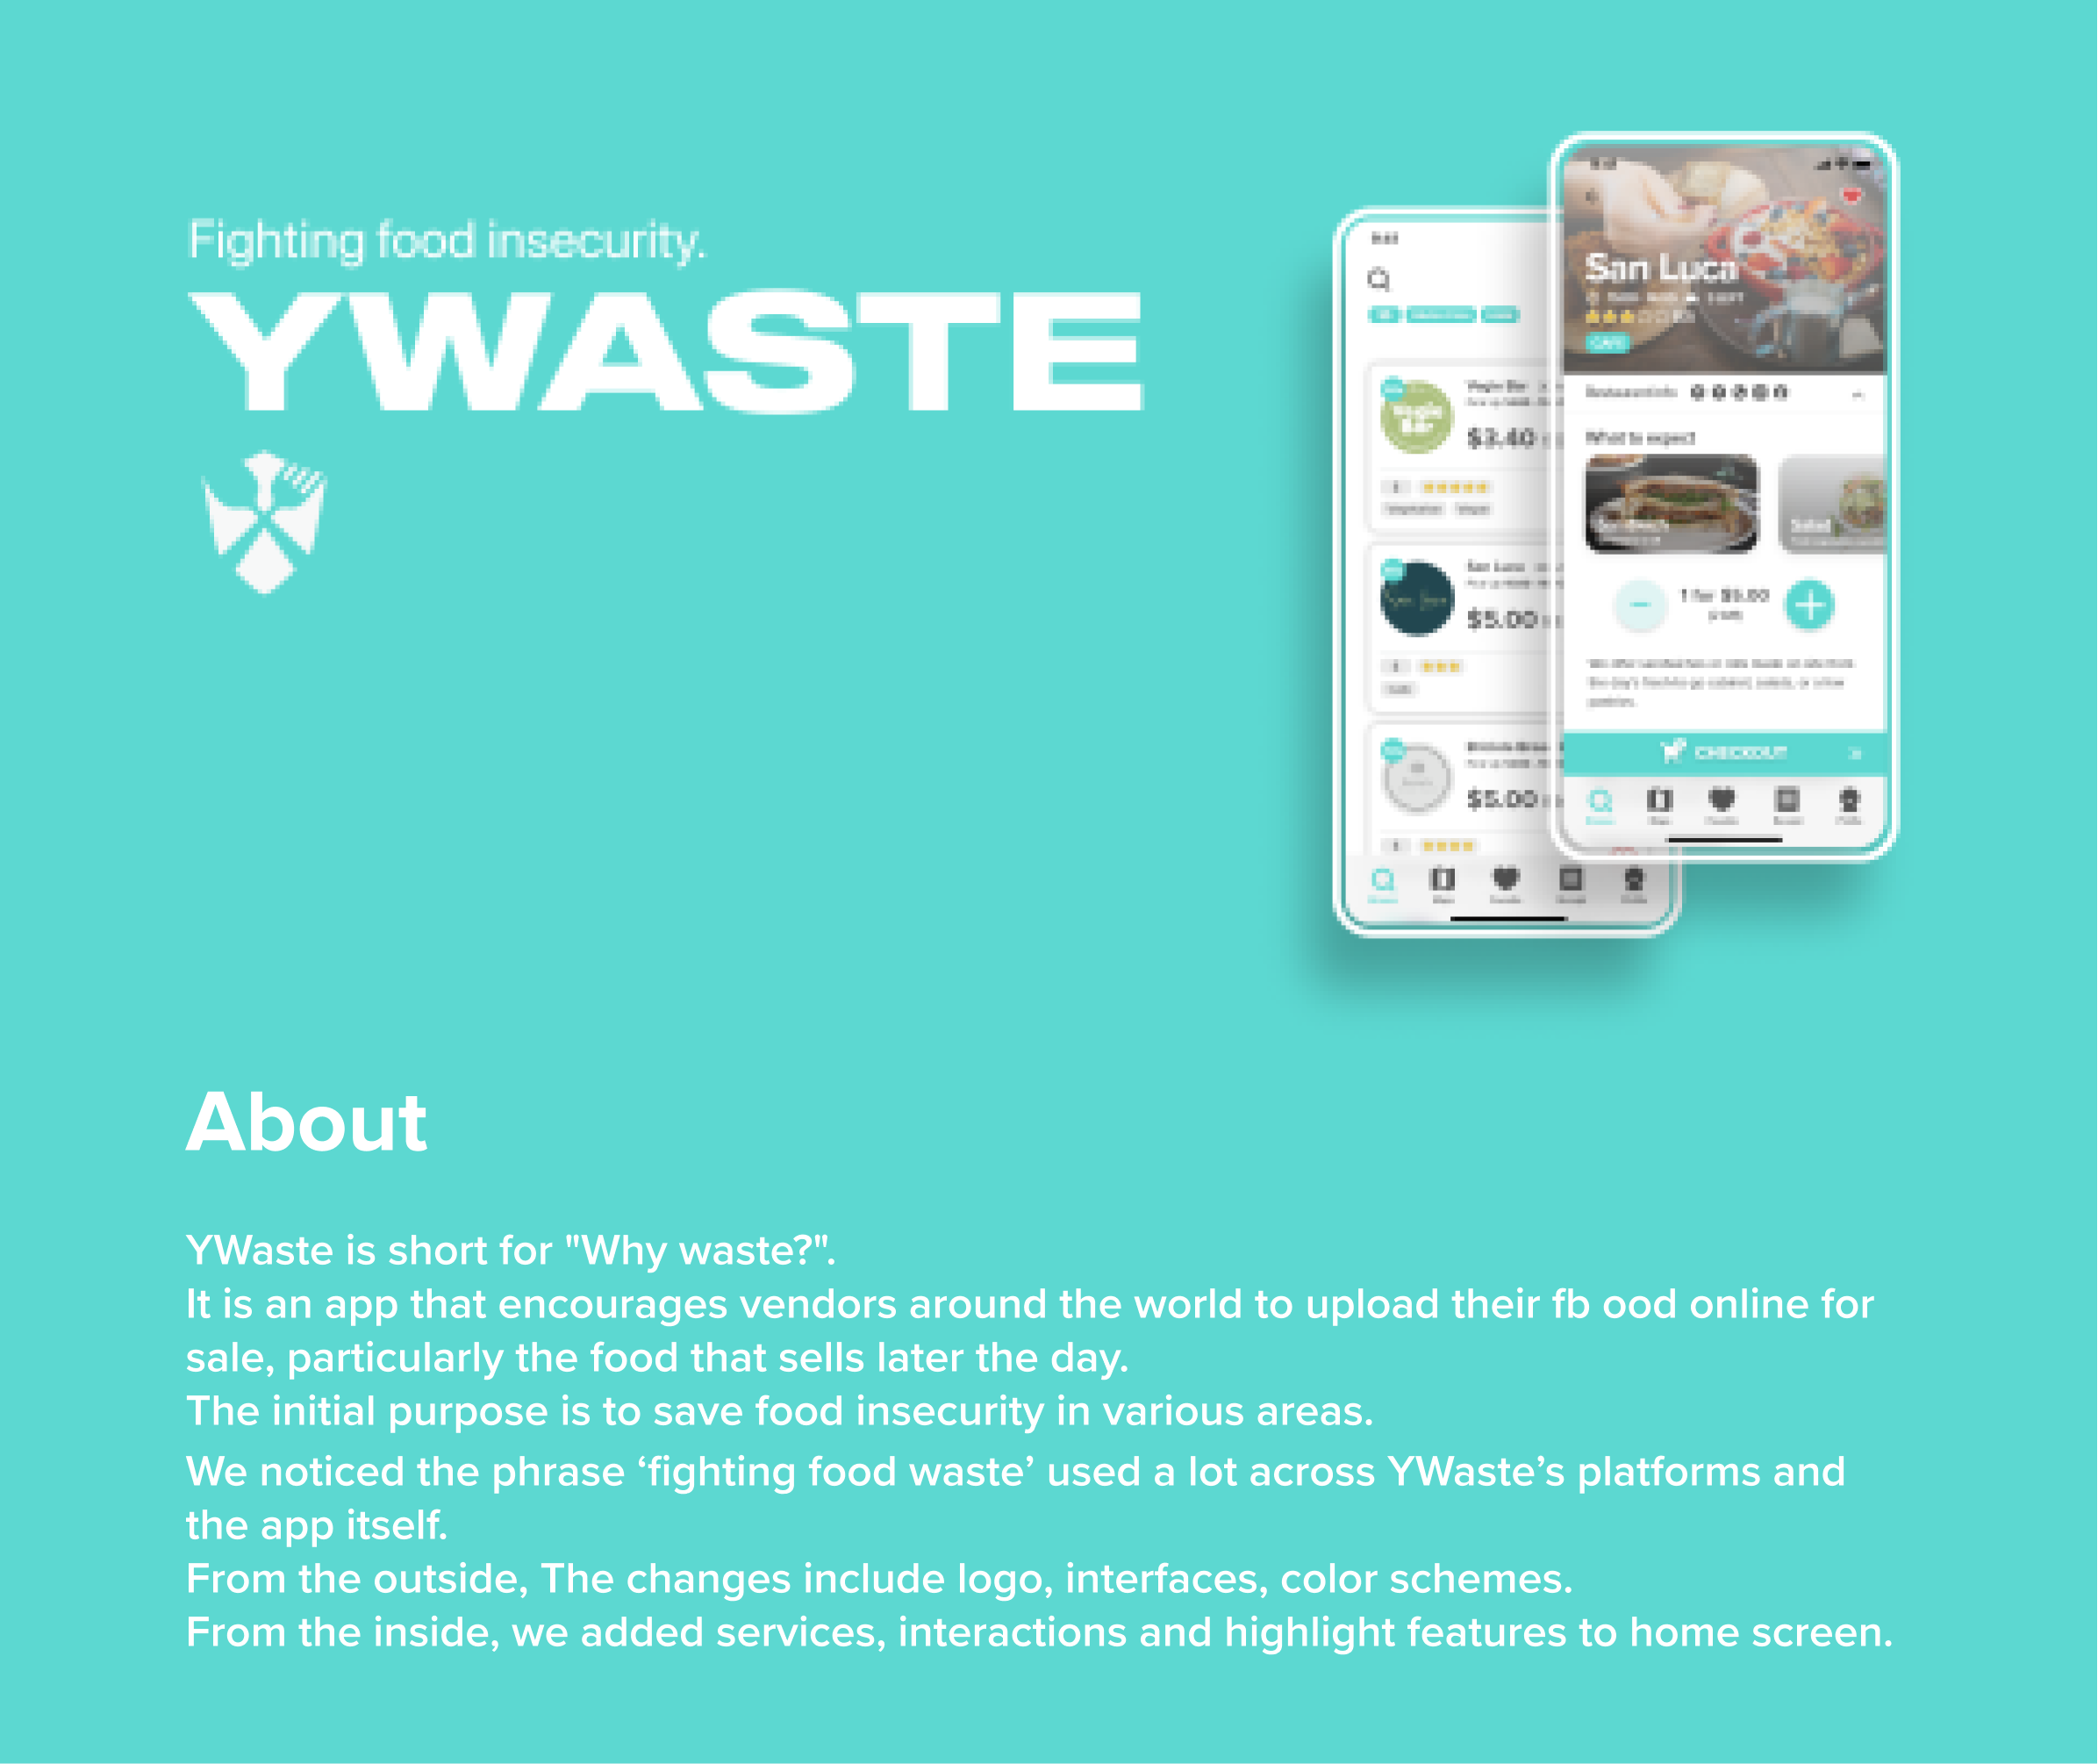 Fighting food insecurity.
YWASTE
San Luca
CAFE
What to expect
Salad
1 for $5.00
CHECKOUT
Veggie Bar
$3.40
San Luca
$5.00
$5.00
About
YWaste is short for "Why waste?".
It is an app that encourages vendors around the world to upload their fb ood online for
sale, particularly the food that sells later the day.
The initial purpose is to save food insecurity in various areas.
We noticed the phrase ‘fighting food waste’ used a lot across YWaste’s platforms and
the app itself.
From the outside, The changes include logo, interfaces, color schemes.
From the inside, we added services, interactions and highlight features to home screen.